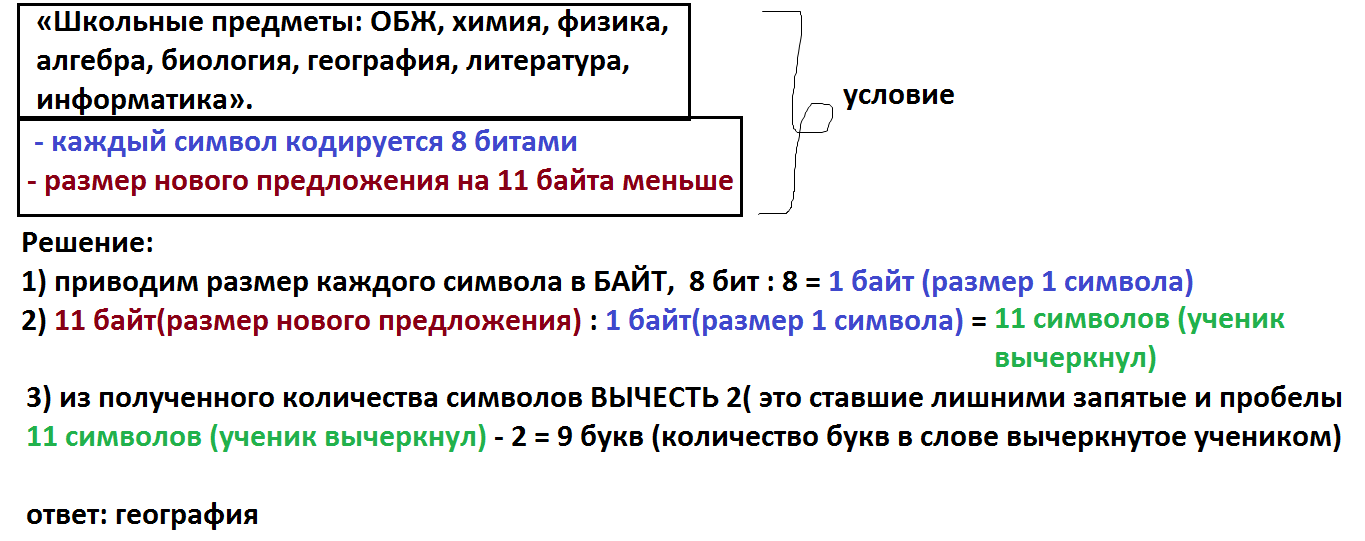 «Школьные предметы: ОБЖ, химия, физика,
алгебра, биология, география, литература,
информатика».
условие
- каждый символ кодируется 8 битами
- размер нового предложения на 11 байта меньше
Решение:
1) приводим размер каждого символа в БАЙТ, 8 бит : 8 = 1 байт (размер 1 символа)
2) 11 байт(размер нового предложения) : 1 байт(размер 1 символа) = 11 символов (ученик
вычеркнул)
3) из полученного количества символов ВЫЧЕСТЬ 2( это ставшие лишними запятые и пробелы
11 символов (ученик вычеркнул) - 2 = 9 букв (количество букв в слове вычеркнутое учеником)
ответ: география